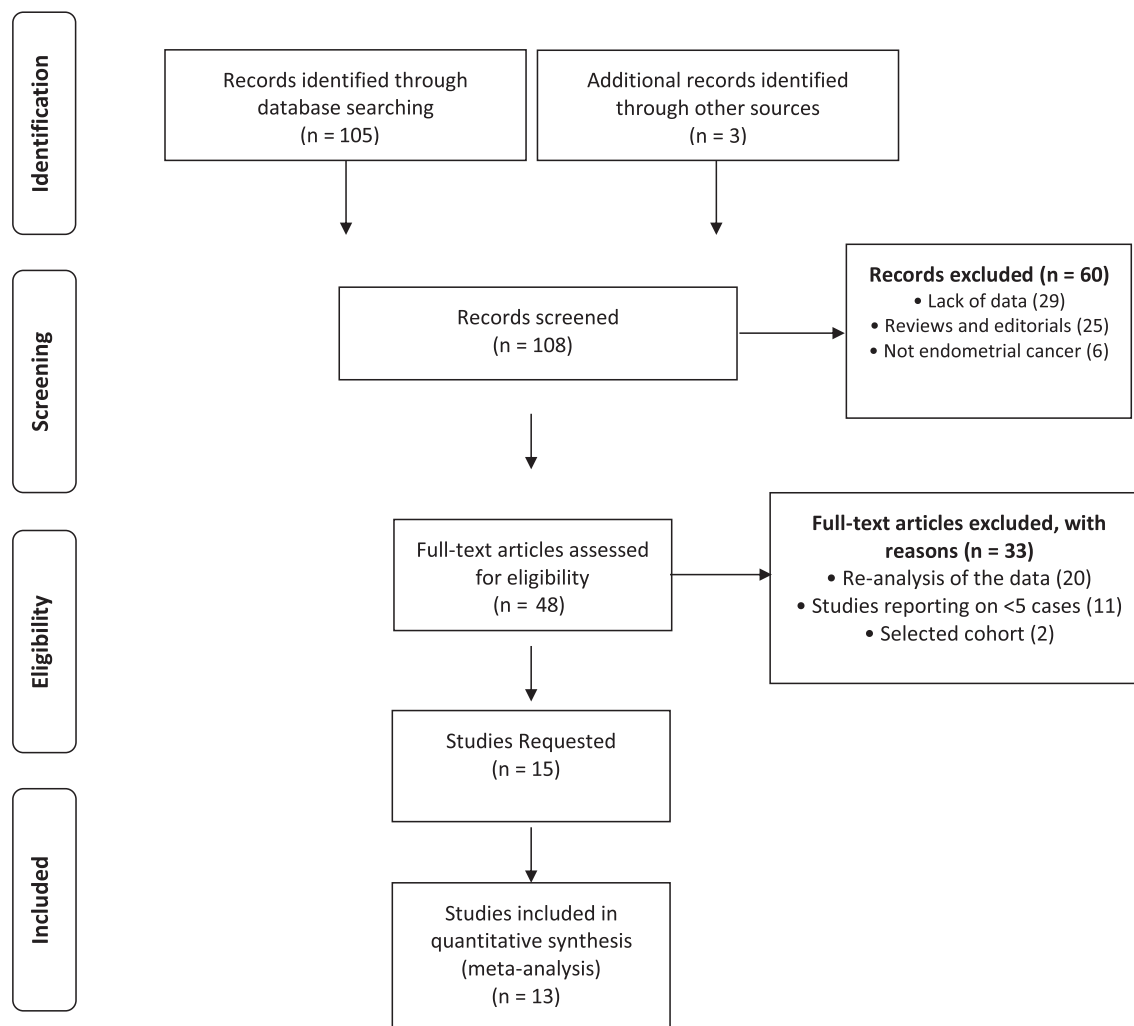 Identification
Records identified through
database searching
(n = 105)
Additional records identified
through other sources
(n = 3)
Screening
Records screened
(n = 108)
Records excluded (n = 60)
• Lack of data (29)
• Reviews and editorials (25)
• Not endometrial cancer (6)
Eligibility
Full-text articles assessed
for eligibility
(n = 48)
Full-text articles excluded, with
reasons (n = 33)
• Re-analysis of the data (20)
• Studies reporting on <5 cases (11)
• Selected cohort (2)
Studies Requested
(n = 15)
Included
Studies included in
quantitative synthesis
(meta-analysis)
(n = 13)